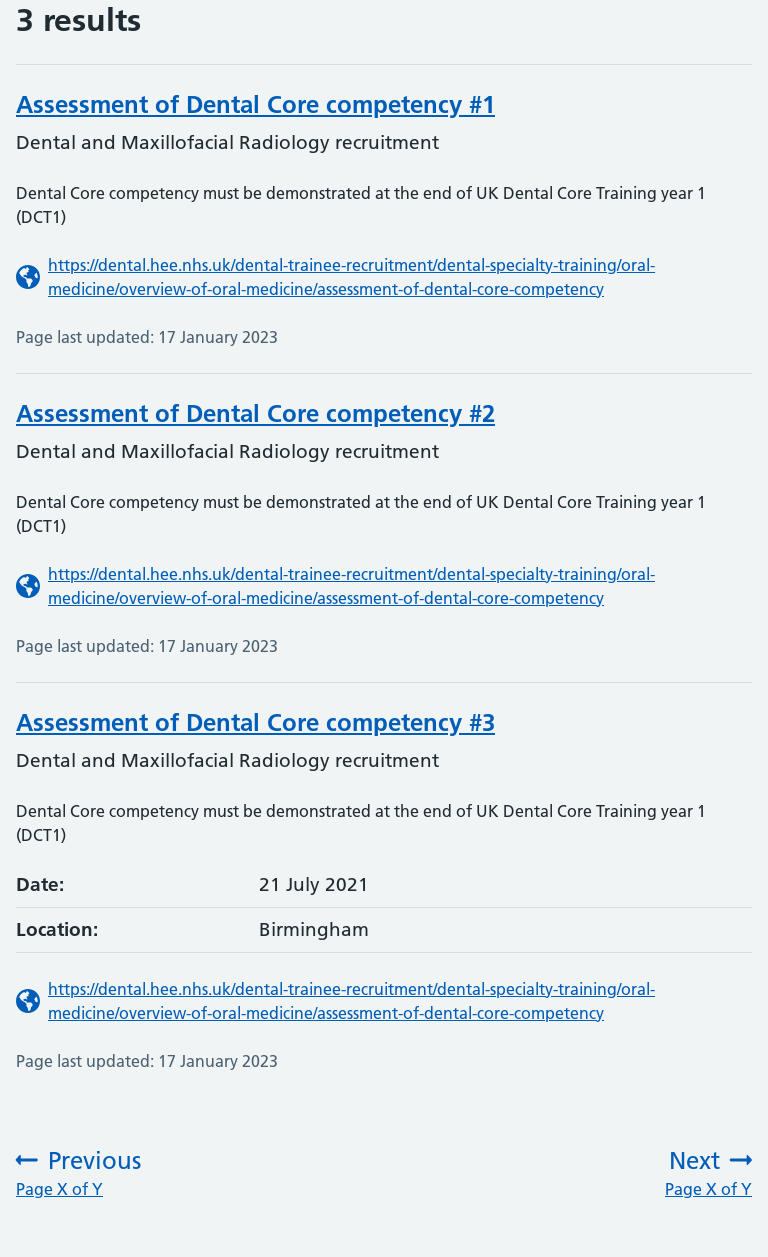 3 results
Assessment of Dental Core competency #1
Dental and Maxillofacial Radiology recruitment
Dental Core competency must be demonstrated at the end of UK Dental Core Training year 1
(DCT1)
https://dental.hee.nhs.uk/dental-trainee-recruitment/dental-specialty-training/oral-
medicine/overview-of-oral-medicine/assessment-of-dental-core-competency
Page last updated: 17 January 2023
Assessment of Dental Core competency #2
Dental and Maxillofacial Radiology recruitment
Dental Core competency must be demonstrated at the end of UK Dental Core Training year 1
(DCT1)
https://dental.hee.nhs.uk/dental-trainee-recruitment/dental-specialty-training/oral-
medicine/overview-of-oral-medicine/assessment-of-dental-core-competency
Page last updated: 17 January 2023
Assessment of Dental Core competency #3
Dental and Maxillofacial Radiology recruitment
Dental Core competency must be demonstrated at the end of UK Dental Core Training year 1
(DCT1)
Date: 21 July 2021
Location: Birmingham
https://dental.hee.nhs.uk/dental-trainee-recruitment/dental-specialty-training/oral-
medicine/overview-of-oral-medicine/assessment-of-dental-core-competency
Page last updated: 17 January 2023
Previous Next
Page X of Y Page X of Y